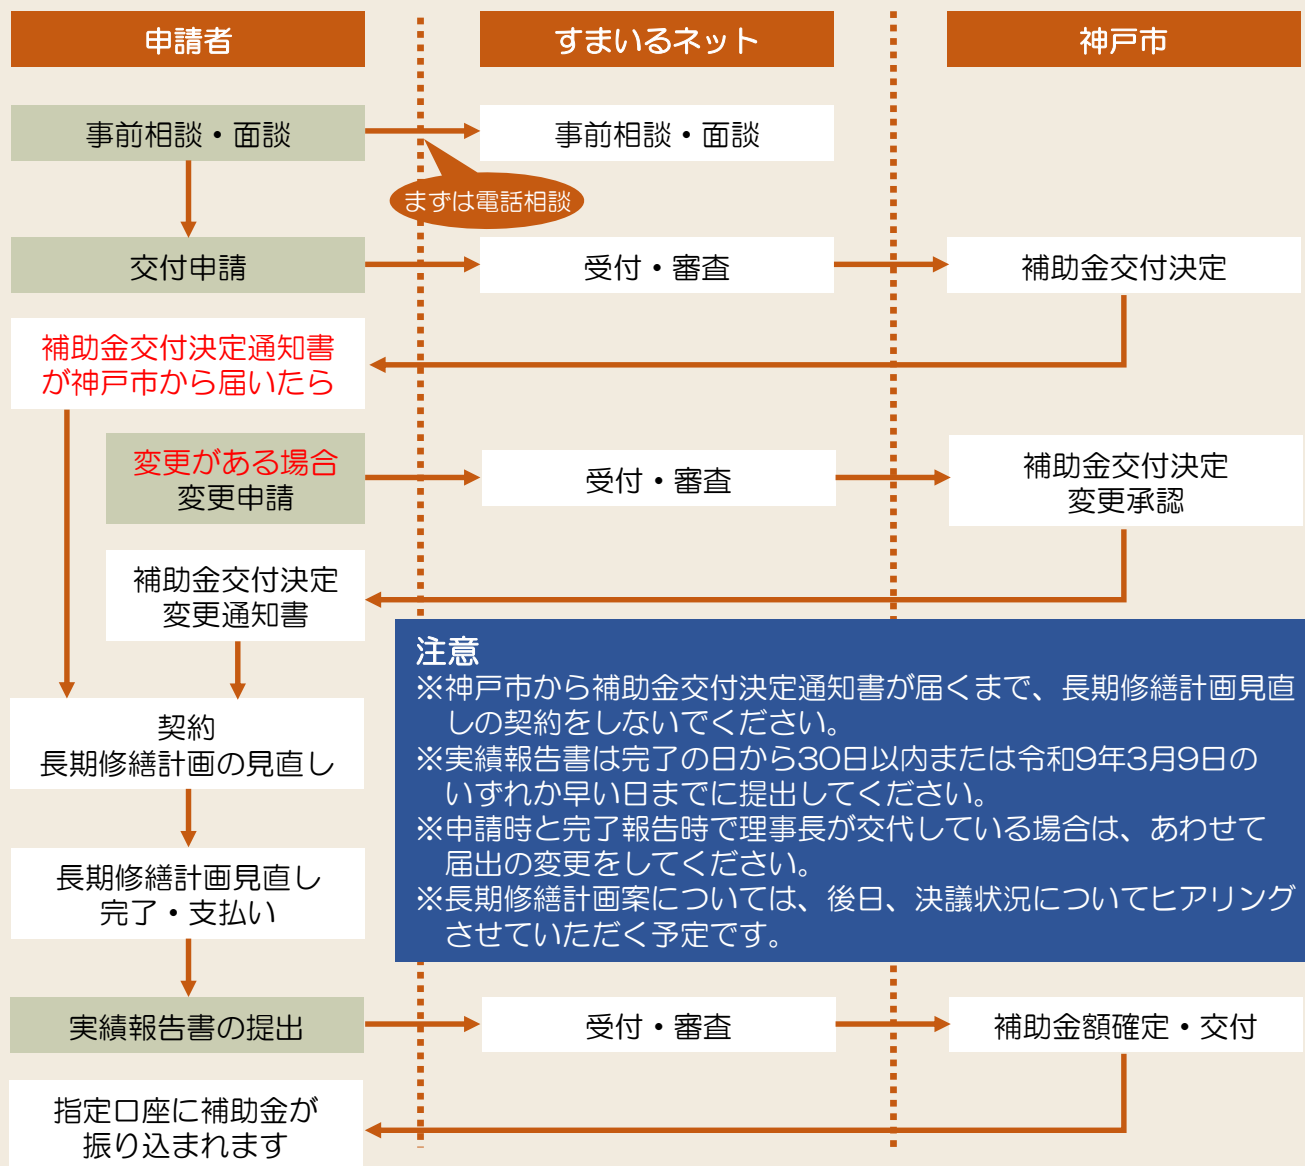 申請者
すまいるネット
神戸市
事前相談・面談
事前相談・面談
まずは電話相談
交付申請
受付・審査
補助金交付決定
補助金交付決定通知書
が神戸市から届いたら
変更がある場合
変更申請
受付・審査
補助金交付決定
変更承認
補助金交付決定
変更通知書
注意
※神戸市から補助金交付決定通知書が届くまで、長期修繕計画見直
しの契約をしないでください。
※実績報告書は完了の日から30日以内または令和9年3月9日の
いずれか早い日までに提出してください。
※申請時と完了報告時で理事長が交代している場合は、あわせて
届出の変更をしてください。
※長期修繕計画案については、後日、決議状況についてヒアリング
させていただく予定です。
契約
長期修繕計画の見直し
長期修繕計画見直し
完了・支払い
実績報告書の提出
受付・審査
補助金額確定・交付
指定口座に補助金が
振り込まれます